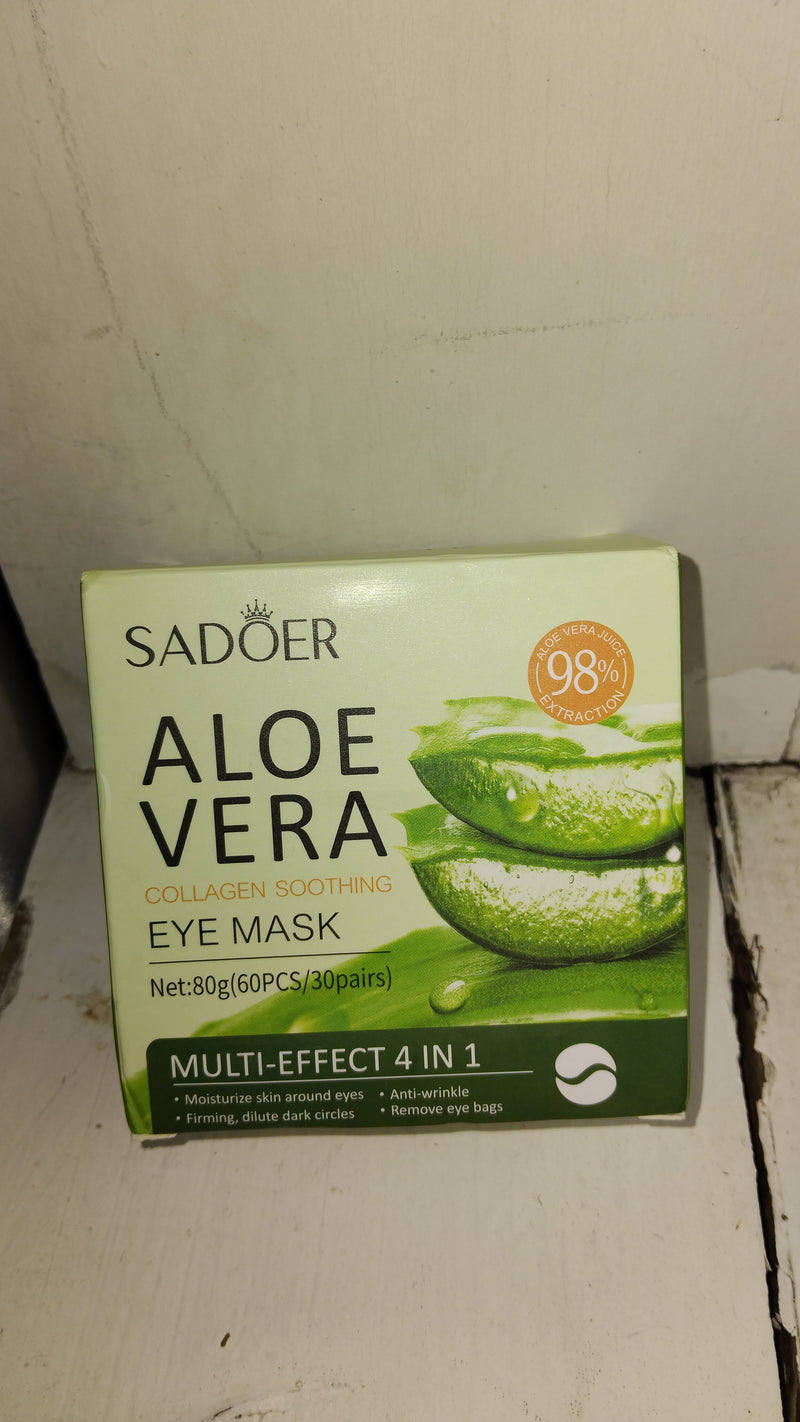 SADOER
ALOE VERA JUICE
98%
EXTRACTION
ALOE
VERA
COLLAGEN SOOTHING
EYE MASK
Net:80g(60PCS/30pairs)
MULTI-EFFECT 4 IN 1
• Moisturize skin around eyes • Anti-wrinkle
• Firming, dilute dark circles • Remove eye bags